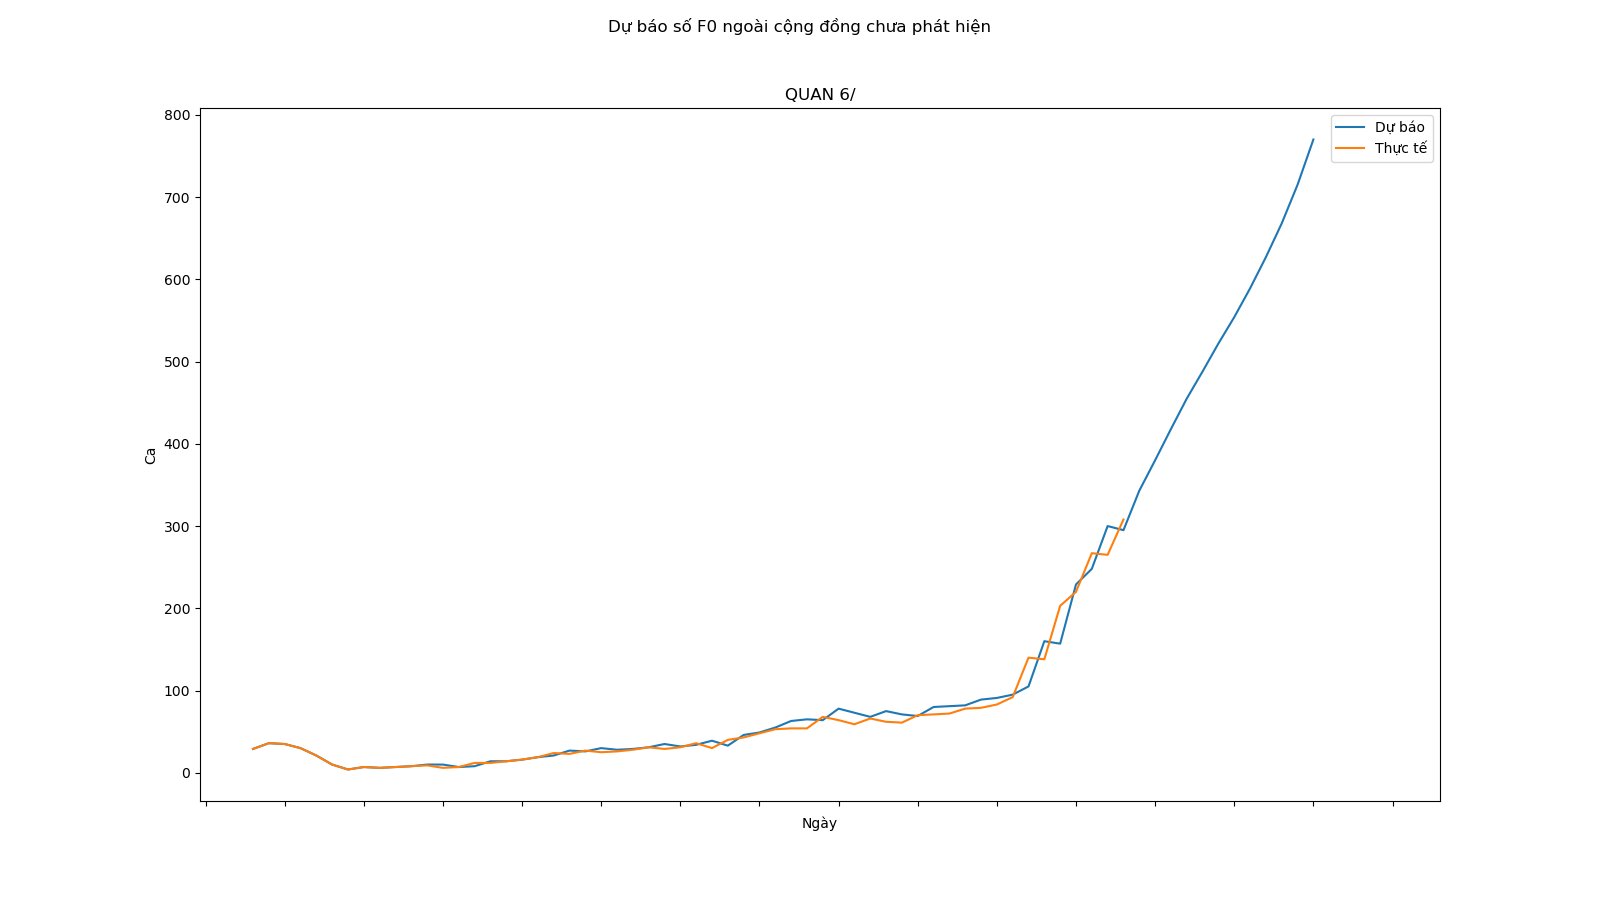 Dự báo số F0 ngoài cộng đồng chưa phát hiện
QUAN 6/
800
700
600
500
400
300
200
100
0
Ca
Dự báo
Thực tế
Ngày